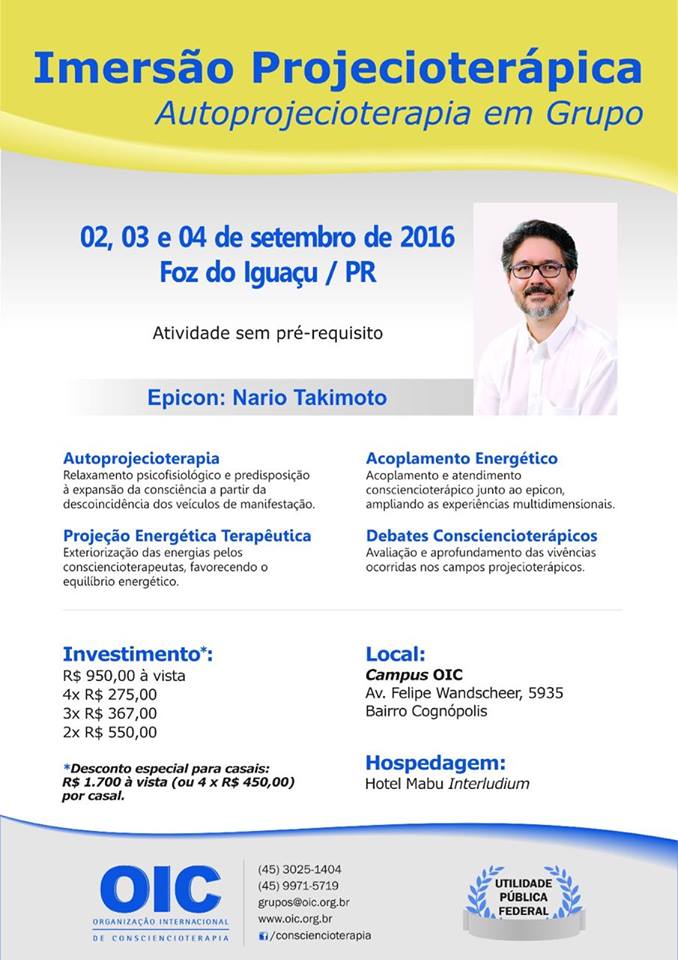 Imersão Projecioterápica
Autoprojecioterapia em Grupo
02, 03 e 04 de setembro de 2016
Foz do Iguaçu / PR
Atividade sem pré-requisito
Epicon: Nario Takimoto
Autoprojecioterapia
Relaxamento psicofisiológico e predisposição
à expansão da consciência a partir da
descoincidência dos veículos de manifestação.
Projeção Energética Terapêutica
Exteriorização das energias pelos
consciencioterapeutas, favorecendo o
equilíbrio energético.
Acoplamento Energético
Acoplamento e atendimento
consciencioterápico junto ao epicon,
ampliando as experiências multidimensionais.
Debates Consciencioterápicos
Avaliação e aprofundamento das vivências
ocorridas nos campos projecioterápicos.
Investimento*:
R$ 950,00 à vista
4x R$ 275,00
3x R$ 367,00
2x R$ 550,00
*Desconto especial para casais:
R$ 1.700 à vista (ou 4 x R$ 450,00)
por casal.
Local:
Campus OIC
Av. Felipe Wandscheer, 5935
Bairro Cognópolis
Hospedagem:
Hotel Mabu Interludium
OIC
ORGANIZAÇÃO INTERNACIONAL
DE CONSCIENCIOTERAPIA
(45) 3025-1404
(45) 9971-5719
grupos@oic.org.br
www.oic.org.br
f/consciencioterapia
UTILIDADE
PÚBLICA
FEDERAL